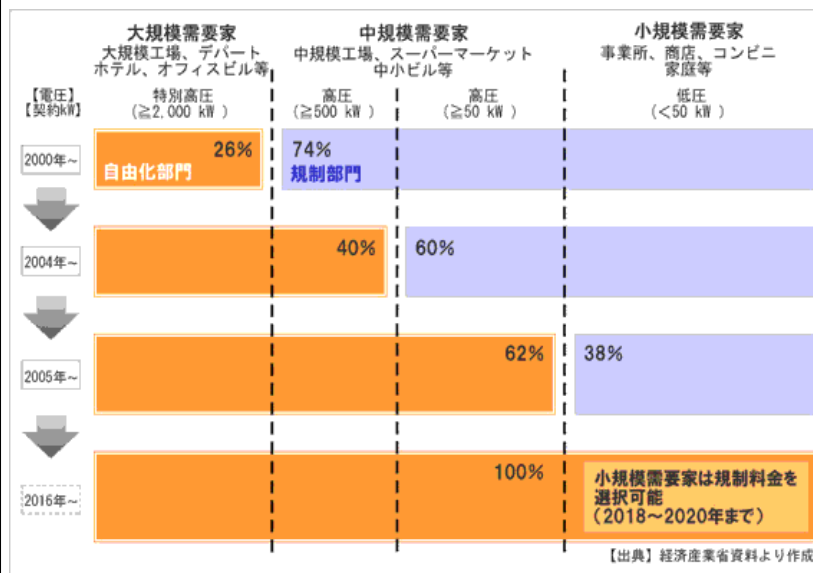 大規模需要家
大規模工場、デパート
ホテル、オフィスビル等
中規模需要家
中規模工場、スーパーマーケット
中小ビル等
小規模需要家
事業所、商店、コンビニ
家庭等
【電圧】
【契約kW】
特別高圧
(≧2,000 kW )
高圧
(≧500 kW )
高圧
(≧50 kW )
低圧
(<50 kW )
2000年~
26%
自由化部門
74%
規制部門
2004年~
40%
60%
2005年~
62%
38%
2016年~
100%
小規模需要家は規制料金を
選択可能
(2018~2020年まで)
【出典】経済産業省資料より作成